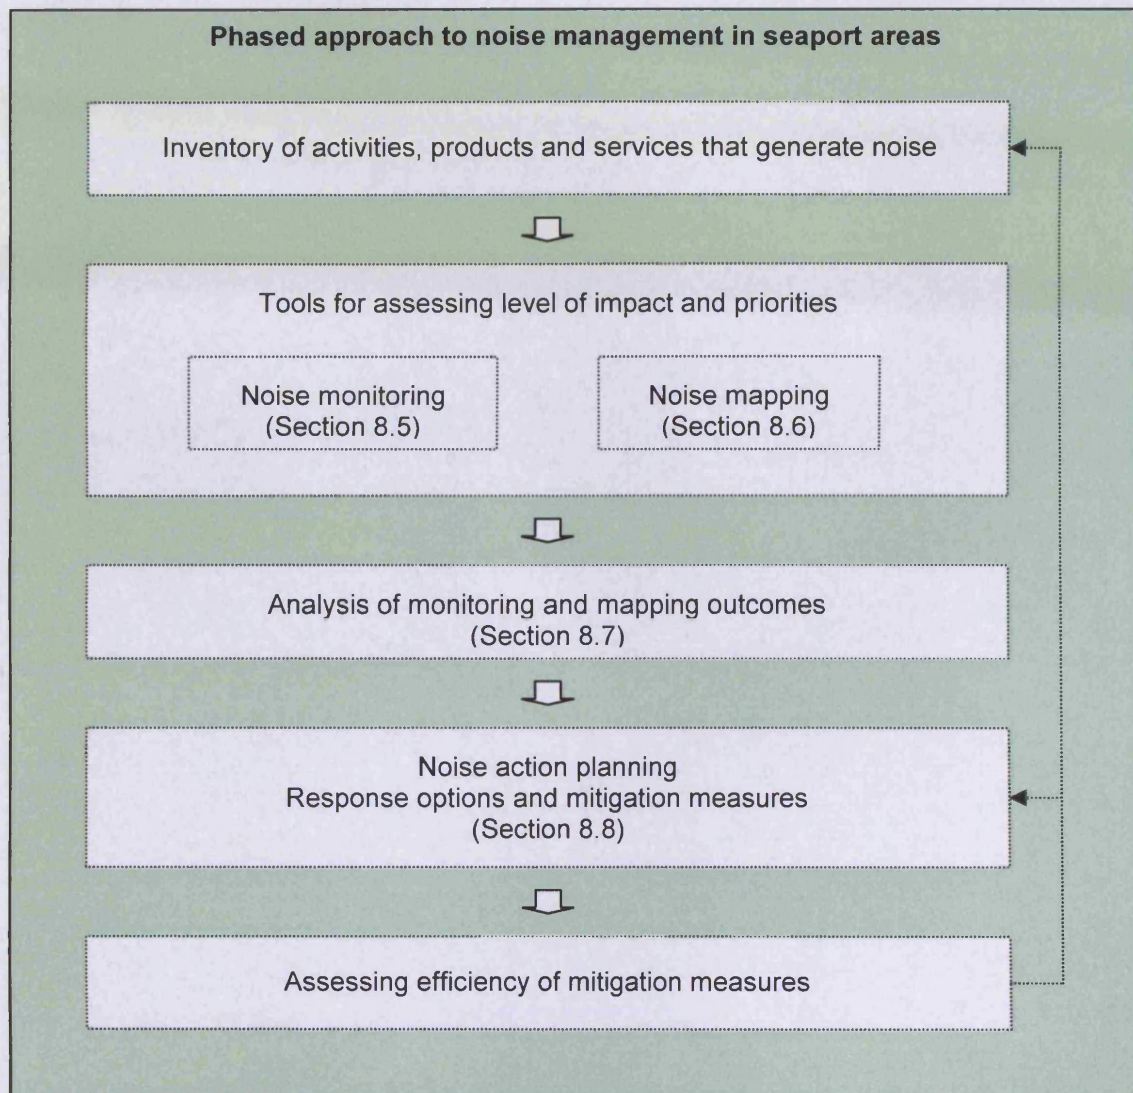 Phased approach to noise management in seaport areas
Inventory of activities, products and services that generate noise
Tools for assessing level of impact and priorities
Noise monitoring
(Section 8.5)
Noise mapping
(Section 8.6)
Analysis of monitoring and mapping outcomes
(Section 8.7)
Noise action planning
Response options and mitigation measures
(Section 8.8)
Assessing efficiency of mitigation measures